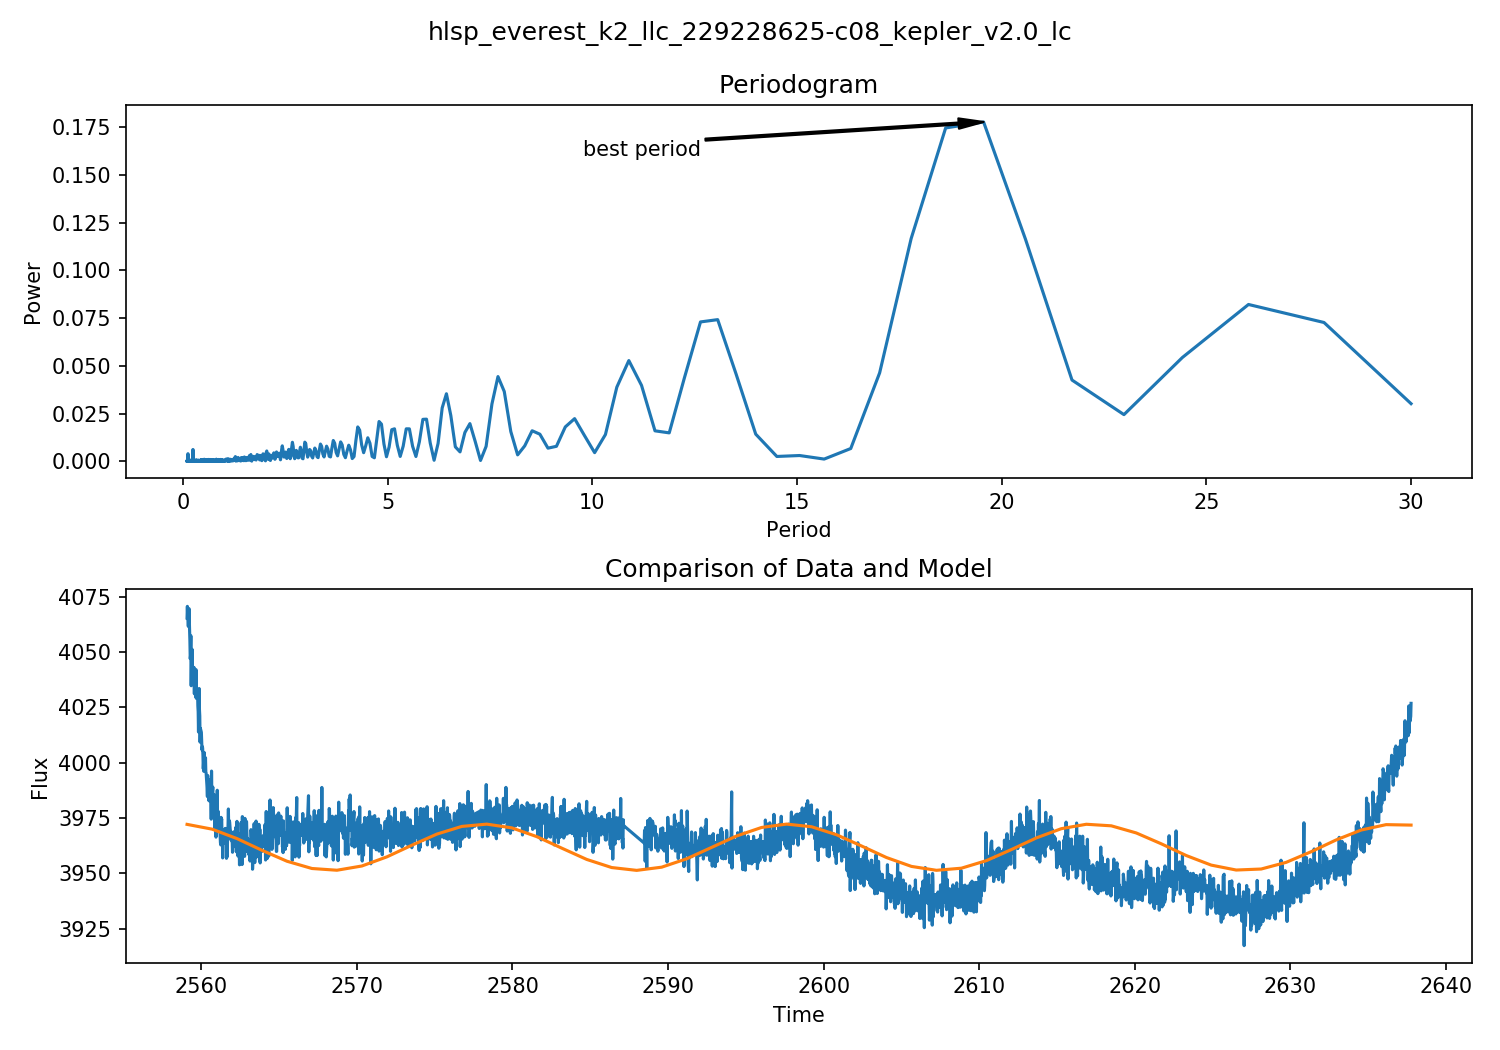 hlsp_everest_k2_llc_229228625-c08_kepler_v2.0_lc
Periodogram
0.175
0.150
0.125
0.100
0.075
0.050
0.025
0.000
Power
best period
0 5 10 15 20 25 30
Period
Comparison of Data and Model
4075
4050
4025
4000
3975
3950
3925
Flux
2560 2570 2580 2590 2600 2610 2620 2630 2640
Time